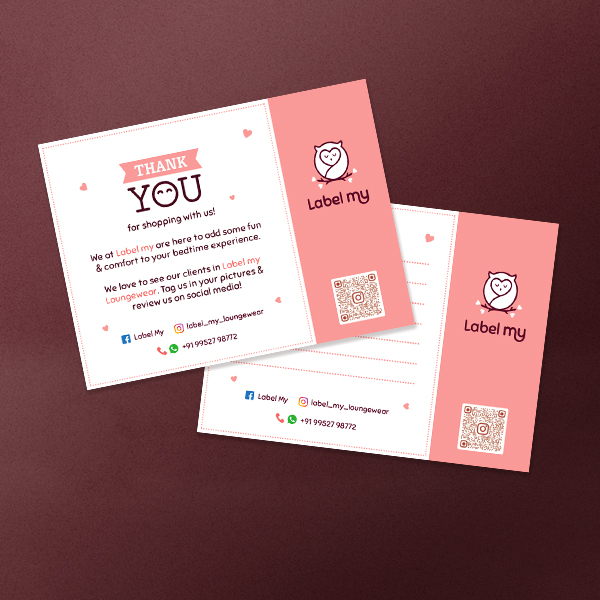 THANK
YOU
for shopping with us!
We at Label my are here to add some fun
& comfort to your bedtime experience.
We love to see our clients in Label my
Loungewear. Tag us in your pictures &
review us on social media!
Label My label_my_loungewear
+91 99527 98772
Label my
Label my
Label My label_my_loungewear
+91 99527 98772